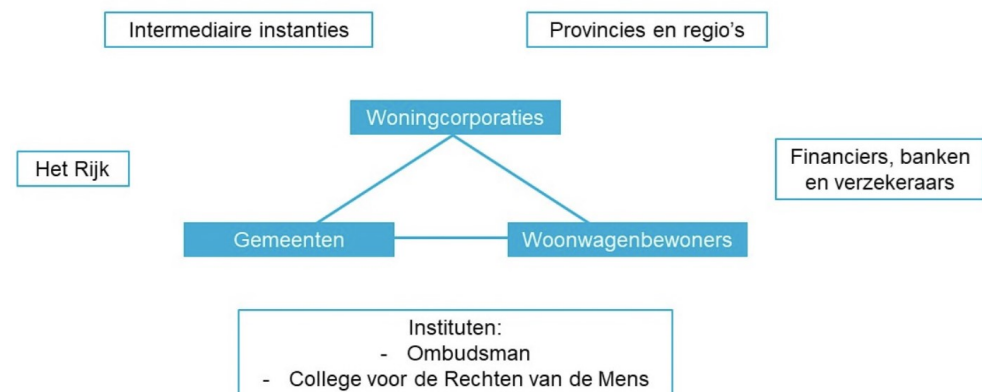 Intermediaire instanties
Provincies en regio's
Woningcorporaties
Het Rijk
Financiers, banken
en verzekeraars
Gemeenten
Woonwagenbewoners
Instituten:
- Ombudsman
- College voor de Rechten van de Mens